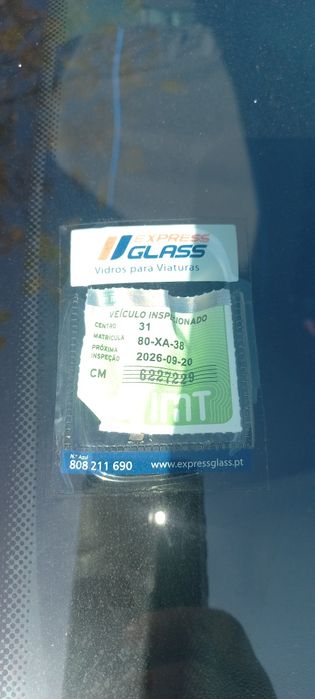 EXPRESS
GLASS
Vidros para Viaturas
VEÍCULO INSPECIONADO
CENTRO 31
MATRÍCULA 80-XA-38
PRÓXIMA
INSPEÇÃO 2026-09-20
CM 6227229
IMT
N.º Azul
808 211 690 www.expressglass.pt